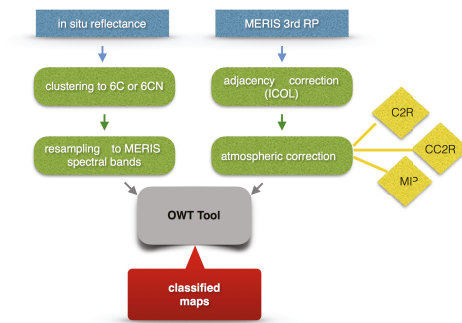 in situ reflectance
MERIS 3rd RP
clustering to 6C or 6CN
adjacency correction
(ICOL)
resampling to MERIS
spectral bands
atmospheric correction
C2R
CC2R
MIP
OWT Tool
classified
maps